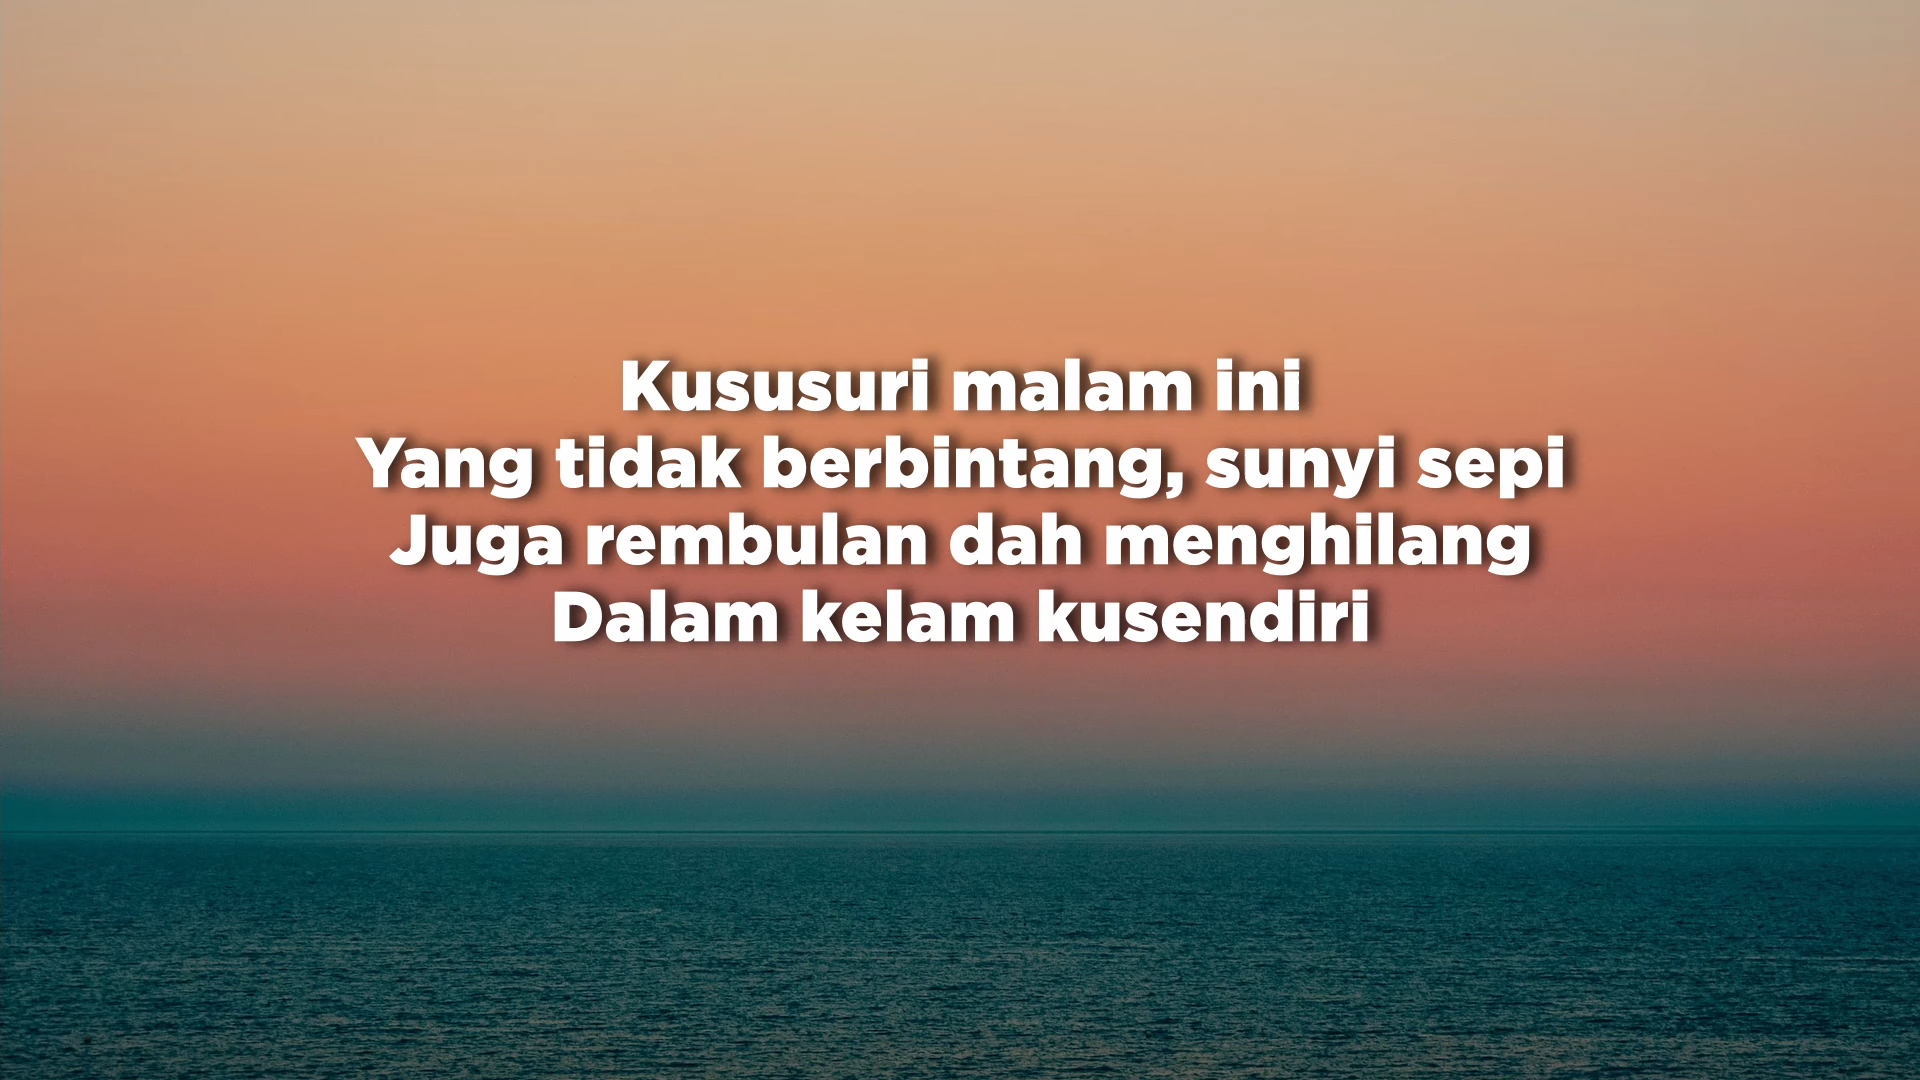 Kususuri malam ini
Yang tidak berbintang, sunyi sepi
Juga rembulan dah menghilang
Dalam kelam kusendiri